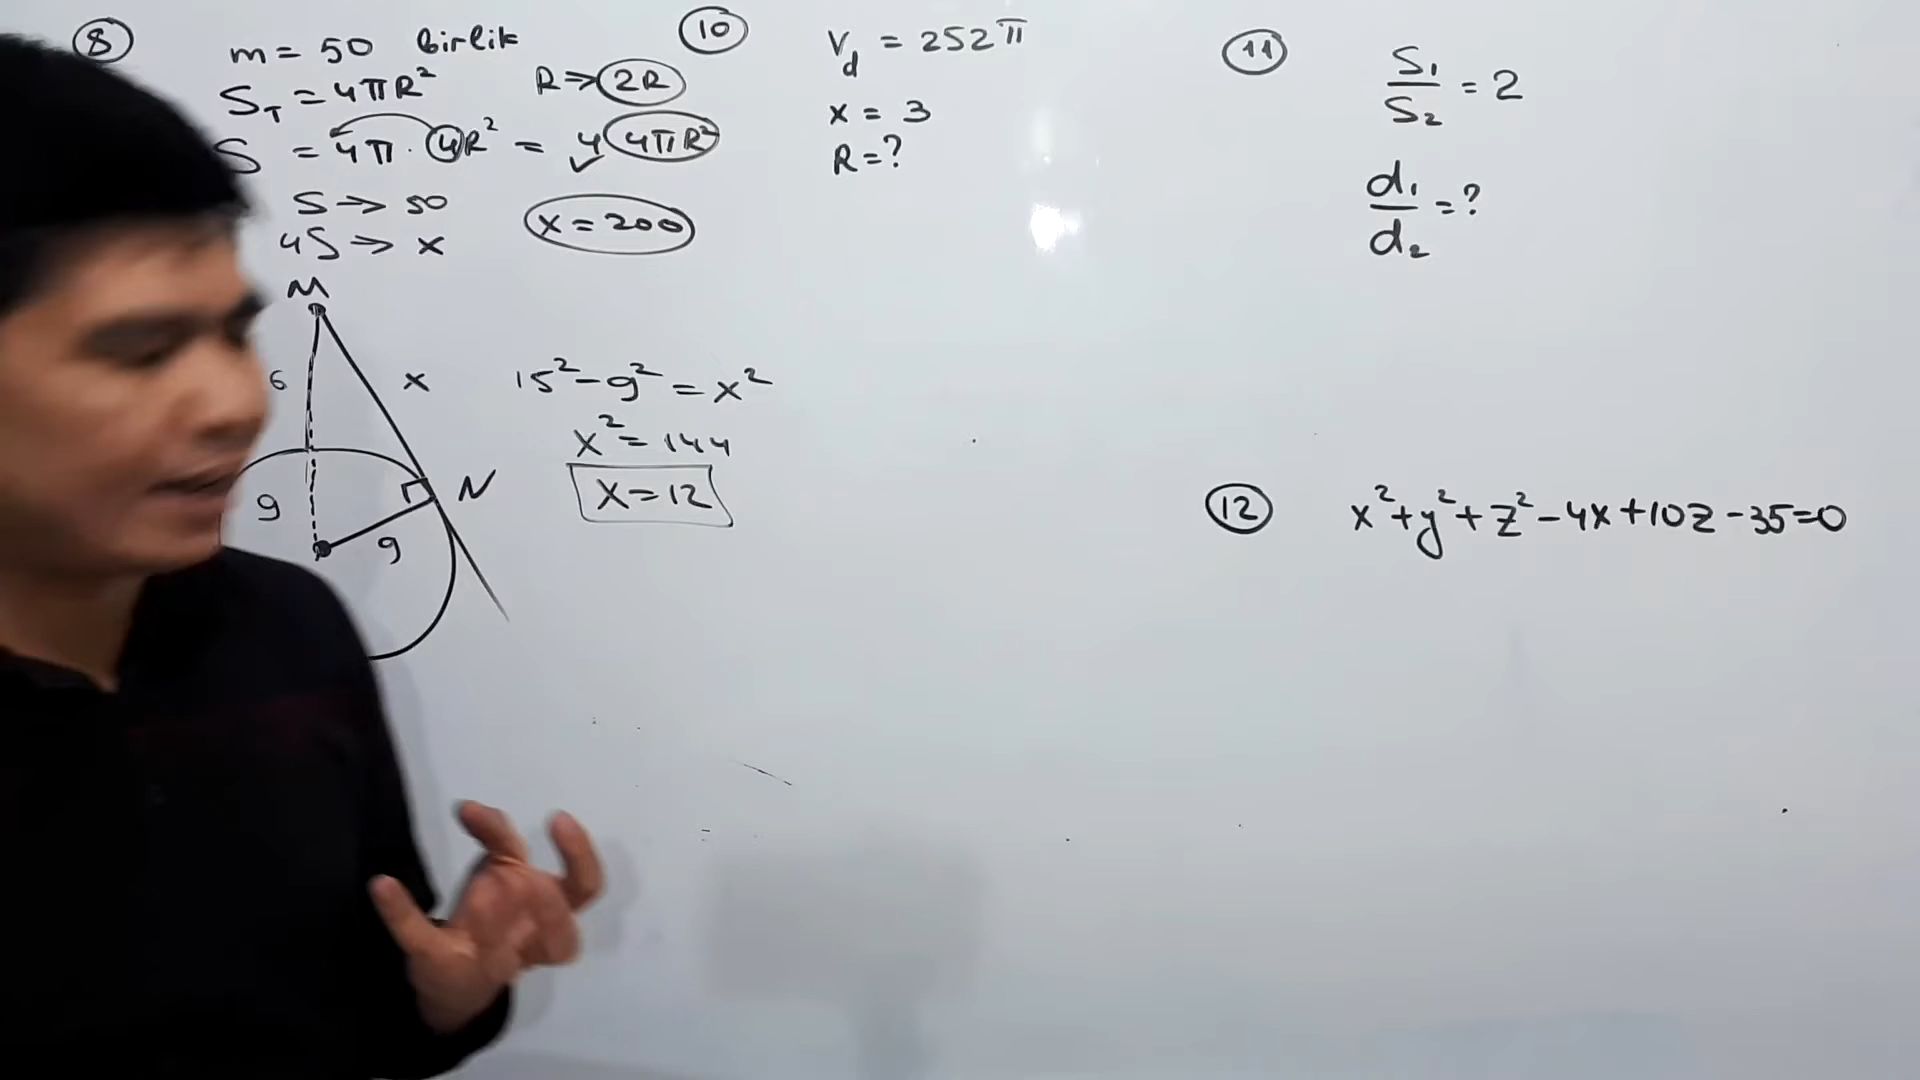 8
m = 50 birlik
S_T = 4πR² R ⇒ 2R
S = 4π · 4R² = 4 4πR²
S → 50
4S → x
x = 200
M
6
x
9
9
N
15² - 9² = x²
x² = 144
x = 12
10
V_d = 252π
x = 3
R = ?
11
S₁/S₂ = 2
d₁/d₂ = ?
12
x² + y² + z² - 4x + 10z - 35 = 0